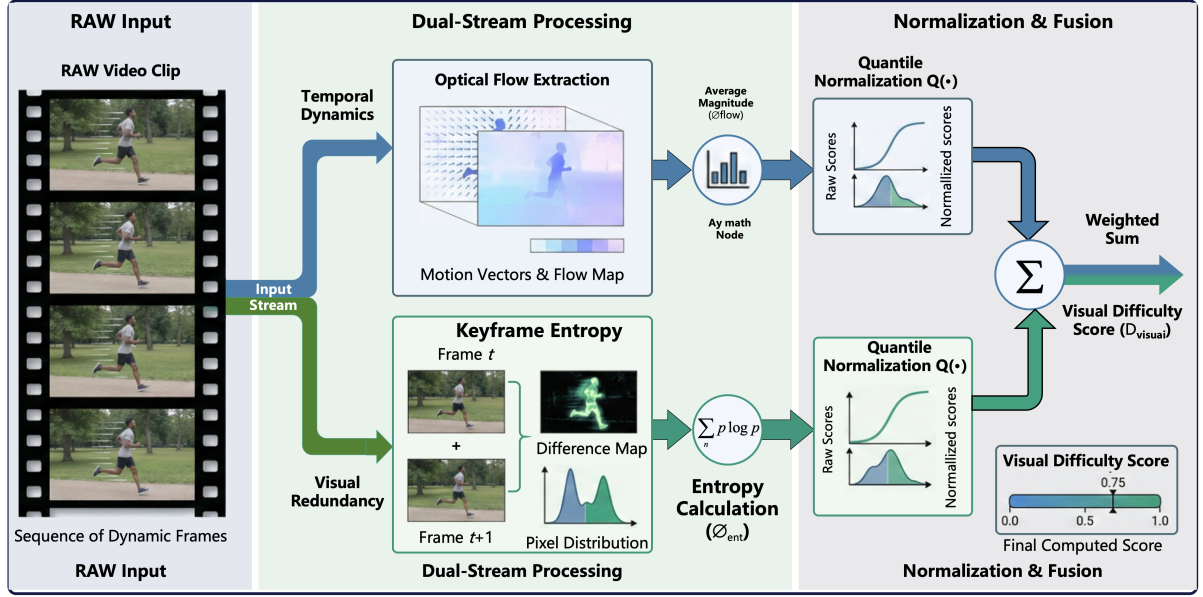 RAW Input
Dual-Stream Processing
Normalization & Fusion
RAW Video Clip
Sequence of Dynamic Frames
Input
Stream
Temporal
Dynamics
Visual
Redundancy
Optical Flow Extraction
Motion Vectors & Flow Map
Average
Magnitude
(∅flow)
Ay math
Node
Keyframe Entropy
Frame t
+
Frame t+1
Difference Map
Pixel Distribution
∑ p log p
n
Entropy
Calculation
(∅ent)
Quantile
Normalization Q(•)
Raw Scores
Normallized scores
Quantile
Normalization Q(•)
Raw Scores
Normallized scores
Σ
Weighted
Sum
Visual Difficulty
Score (Dvisuai)
Visual Difficulty Score
0.75
0.0 0.5 1.0
Final Computed Score
RAW Input
Dual-Stream Processing
Normalization & Fusion